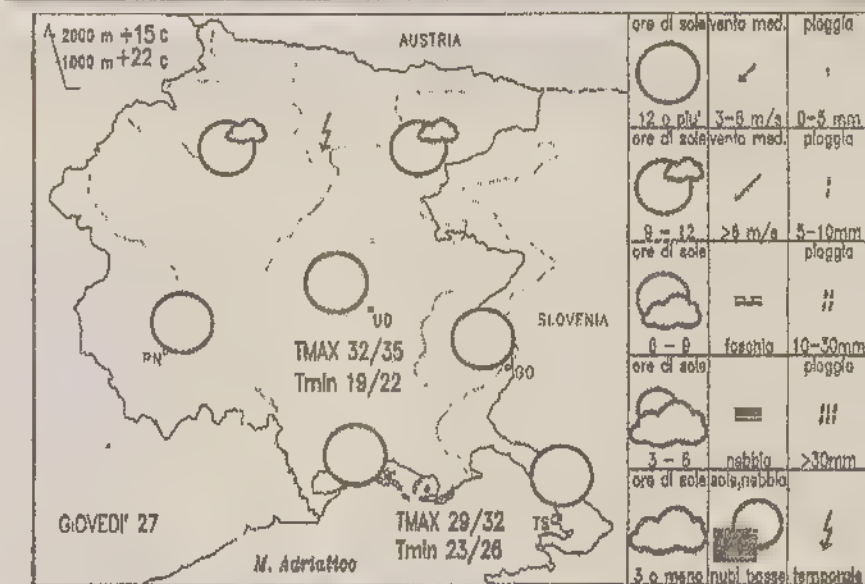 2000 m +15 C
1000 m +22 C
AUSTRIA
SLOVENIA
UD
PN
GO
TS
TMAX 32/35
Tmin 19/22
TMAX 29/32
Tmin 23/26
GIOVEDI' 27
M. Adriatico
ore di sole vento med. pioggia
12 o piu' 3-6 m/s 0-5 mm
ore di sole vento med. pioggia
9 - 12 >6 m/s 5-10mm
ore di sole pioggia
6 - 9 foschia 10-30mm
ore di sole pioggia
3 - 6 nebbia >30mm
ore di sole sole,nebbia
3 o meno nubi basse temporale